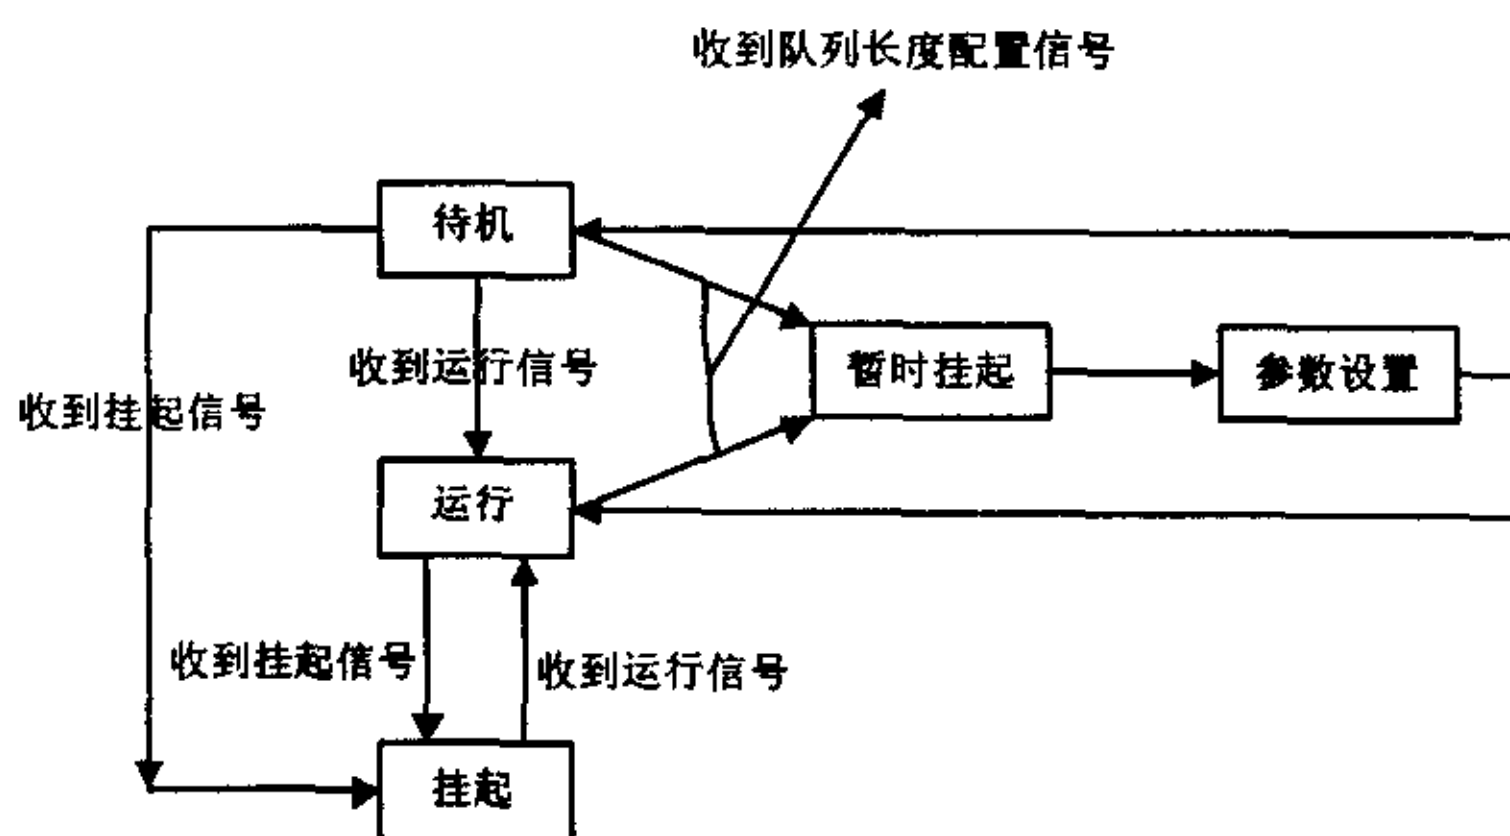 收到队列长度配置信号
待机
收到运行信号
暂时挂起
参数设置
收到挂起信号
运行
收到挂起信号
收到运行信号
挂起